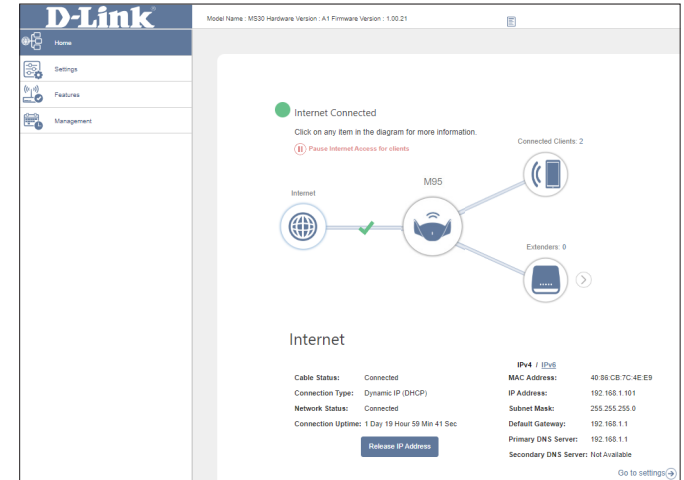 D-Link
Model Name : MS30 Hardware Version : A1 Firmware Version : 1.00.21
Home
Settings
Features
Management
Internet Connected
Click on any item in the diagram for more information.
Pause Internet Access for clients
Connected Clients: 2
M95
Internet
Extenders: 0
Internet
IPv4 / IPv6
Cable Status: Connected MAC Address: 40:86:CB:7C:4E:E9
Connection Type: Dynamic IP (DHCP) IP Address: 192.168.1.101
Network Status: Connected Subnet Mask: 255.255.255.0
Connection Uptime: 1 Day 19 Hour 59 Min 41 Sec Default Gateway: 192.168.1.1
Release IP Address Primary DNS Server: 192.168.1.1
Secondary DNS Server: Not Available
Go to settings